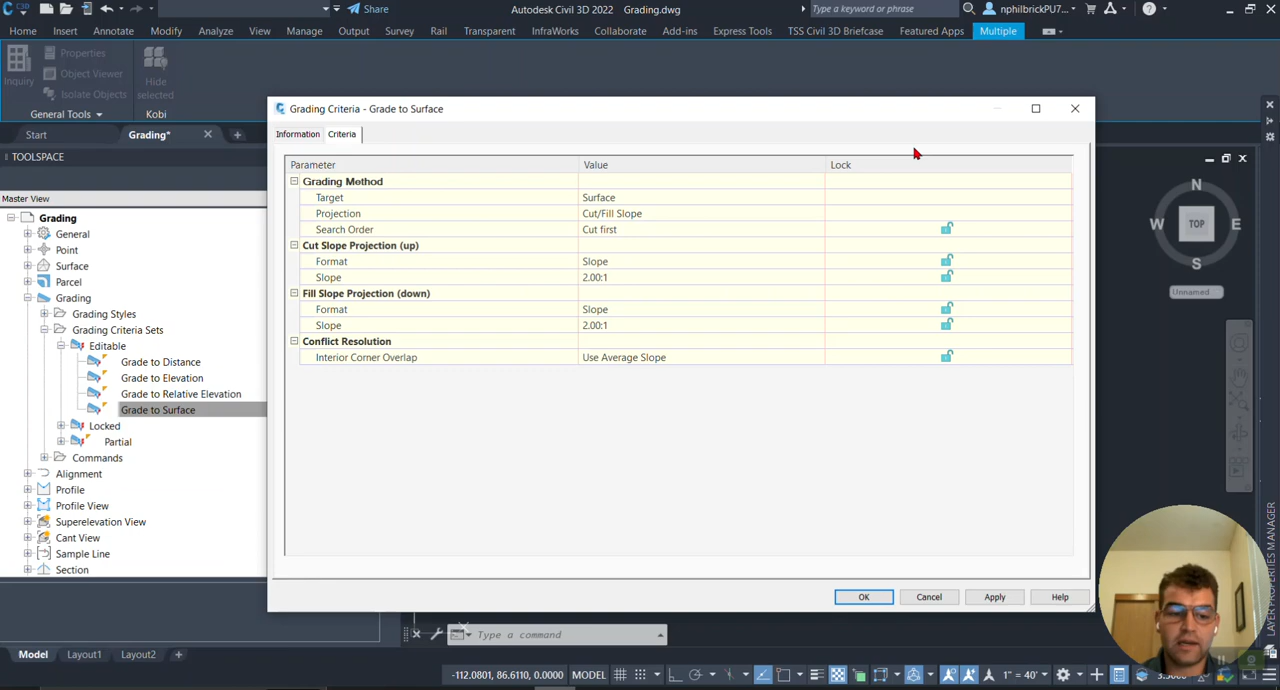 C3D Share Autodesk Civil 3D 2022 Grading.dwg Type a keyword or phrase nphilbrickPU7...
Home Insert Annotate Modify Analyze View Manage Output Survey Rail Transparent InfraWorks Collaborate Add-ins Express Tools TSS Civil 3D Briefcase Featured Apps Multiple
Inquiry
Properties
Object Viewer
Isolate Objects
Hide
selected
General Tools Kobi
Start Grading*
TOOLSPACE
Master View
Grading
General
Point
Surface
Parcel
Grading
Grading Styles
Grading Criteria Sets
Editable
Grade to Distance
Grade to Elevation
Grade to Relative Elevation
Grade to Surface
Locked
Partial
Commands
Alignment
Profile
Profile View
Superelevation View
Cant View
Sample Line
Section
Grading Criteria - Grade to Surface
Information Criteria
Parameter Value Lock
Grading Method
Target Surface
Projection Cut/Fill Slope
Search Order Cut first
Cut Slope Projection (up)
Format Slope
Slope 2.00:1
Fill Slope Projection (down)
Format Slope
Slope 2.00:1
Conflict Resolution
Interior Corner Overlap Use Average Slope
OK Cancel Apply Help
N
W TOP E
S
Unnamed
LAYER PROPERTIES MANAGER
Type a command
Model Layout1 Layout2
-112.0801, 86.6110, 0.0000 MODEL 1" = 40'